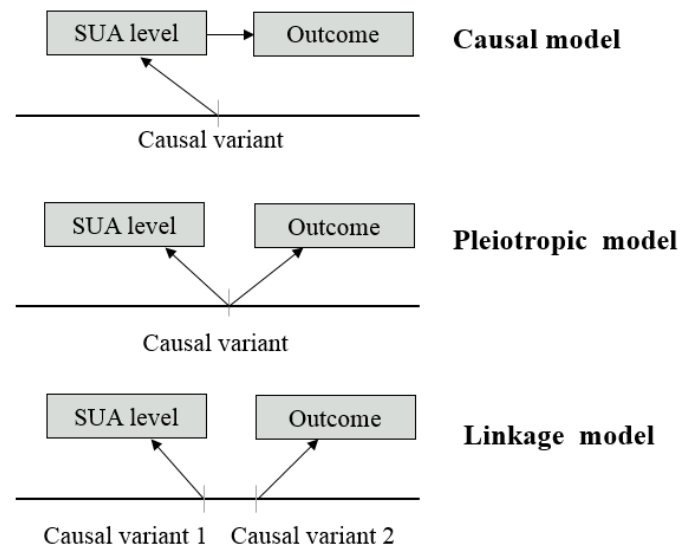 SUA level Outcome Causal model
Causal variant
SUA level Outcome Pleiotropic model
Causal variant
SUA level Outcome Linkage model
Causal variant 1 Causal variant 2